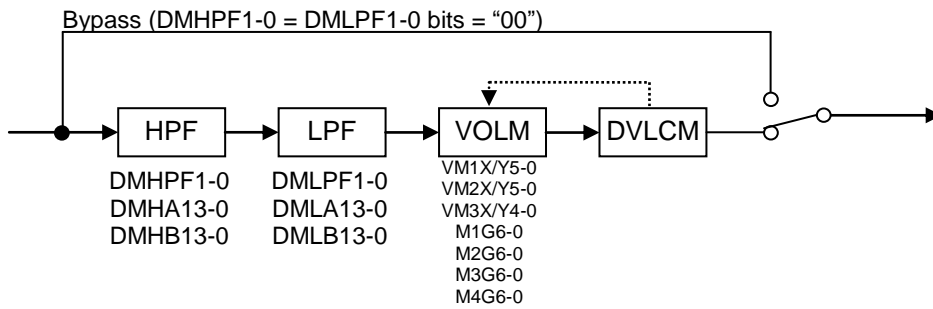 Bypass (DMHPF1-0 = DMLPF1-0 bits = “00”)
HPF
LPF
VOLM
DVLCM
DMHPF1-0
DMHA13-0
DMHB13-0
DMLPF1-0
DMLA13-0
DMLB13-0
VM1X/Y5-0
VM2X/Y5-0
VM3X/Y4-0
M1G6-0
M2G6-0
M3G6-0
M4G6-0